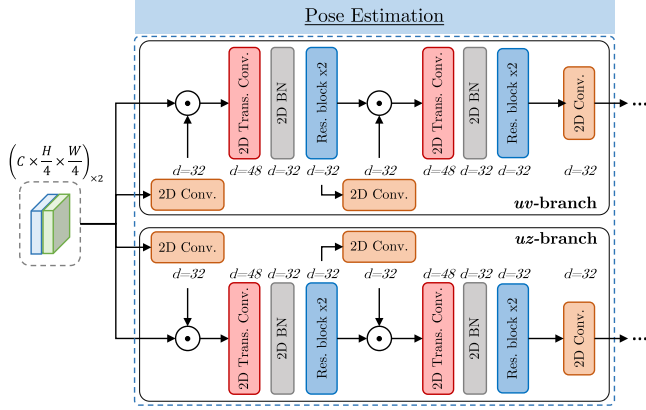 Pose Estimation
2D Trans. Conv.
2D BN
Res. block x2
2D Trans. Conv.
2D BN
Res. block x2
2D Conv.
...
(C × H/4 × W/4)×2
d=32
d=48 d=32 d=32
d=32
d=48 d=32 d=32
d=32
2D Conv.
2D Conv.
uv-branch
2D Conv.
2D Conv.
uz-branch
d=32
d=48 d=32 d=32
d=32
d=48 d=32 d=32
d=32
2D Trans. Conv.
2D BN
Res. block x2
2D Trans. Conv.
2D BN
Res. block x2
2D Conv.
...